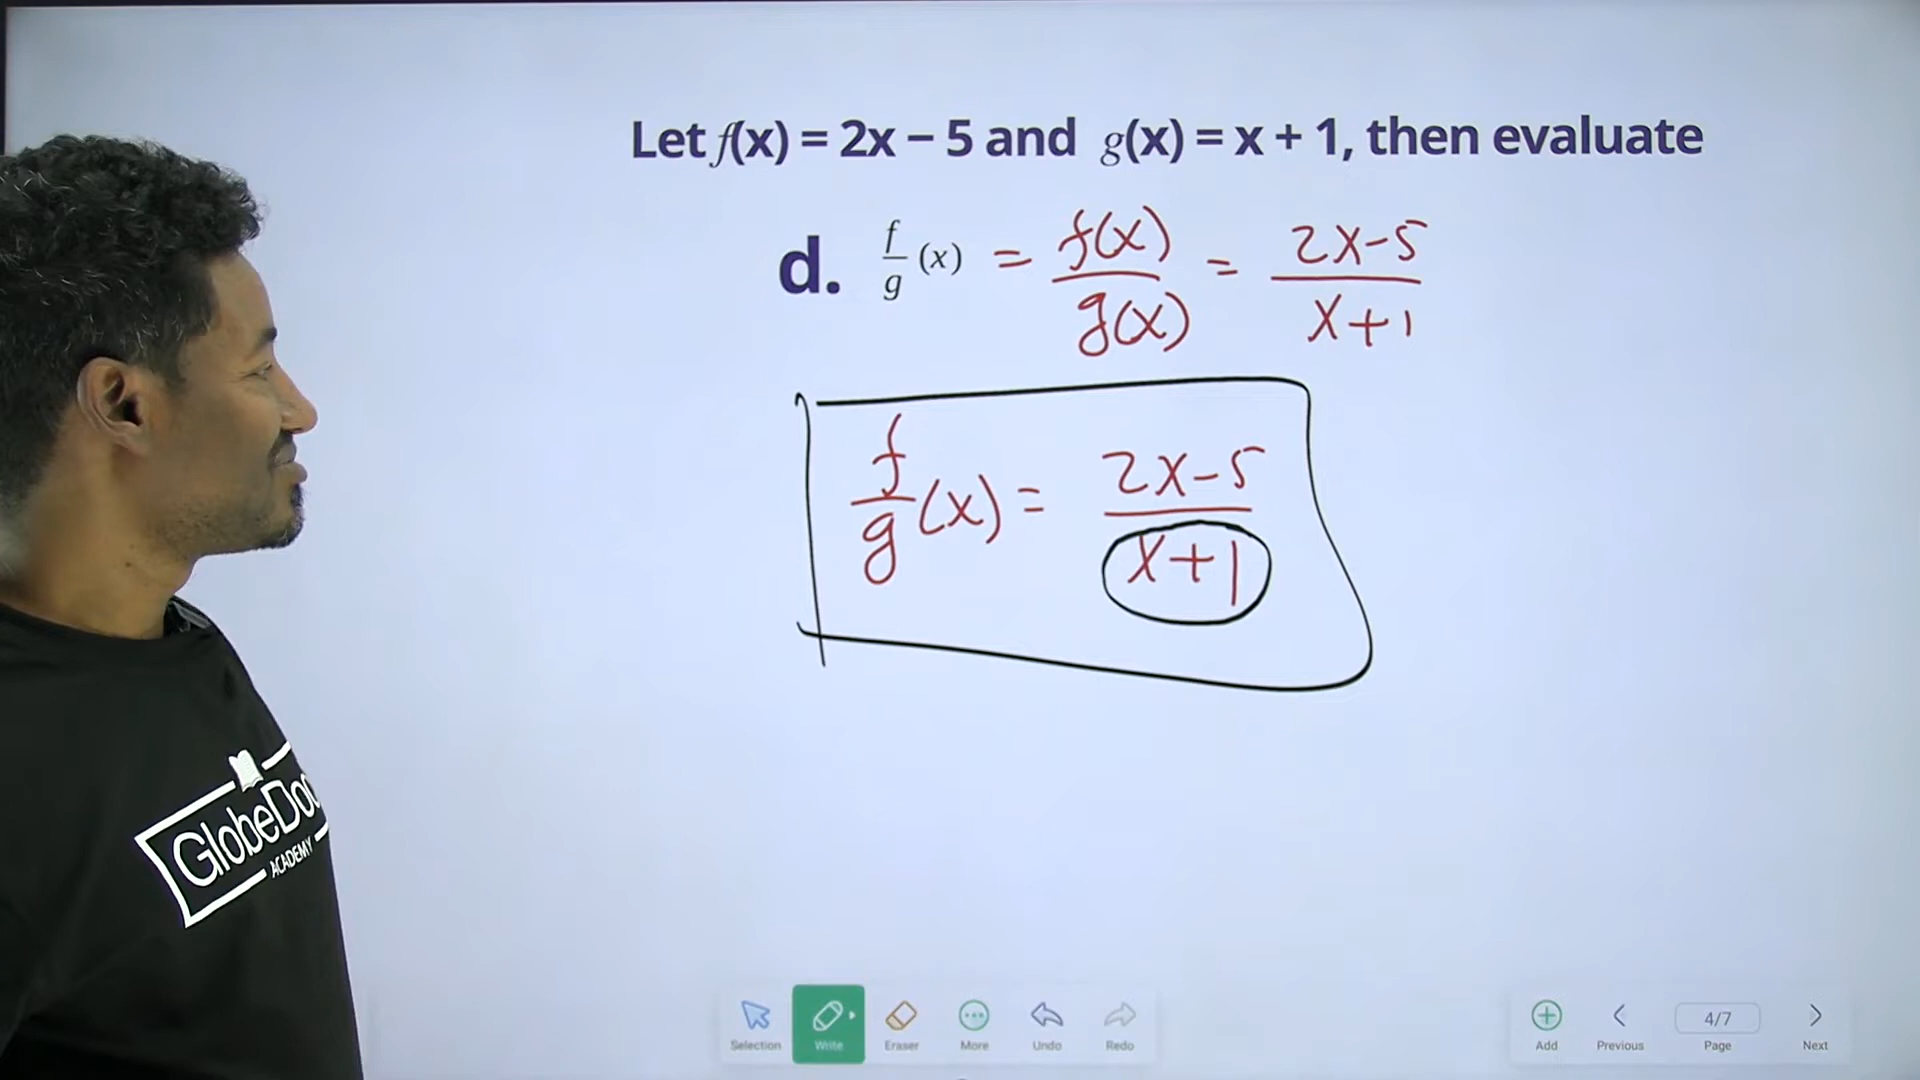 Let f(x) = 2x – 5 and g(x) = x + 1, then evaluate
d. f/g (x) = f(x)/g(x) = 2x-5/x+1
f/g (x) = 2x-5/x+1
GlobeDoc
ACADEMY
Selection Write Eraser More Undo Redo
Add Previous 4/7 Page Next